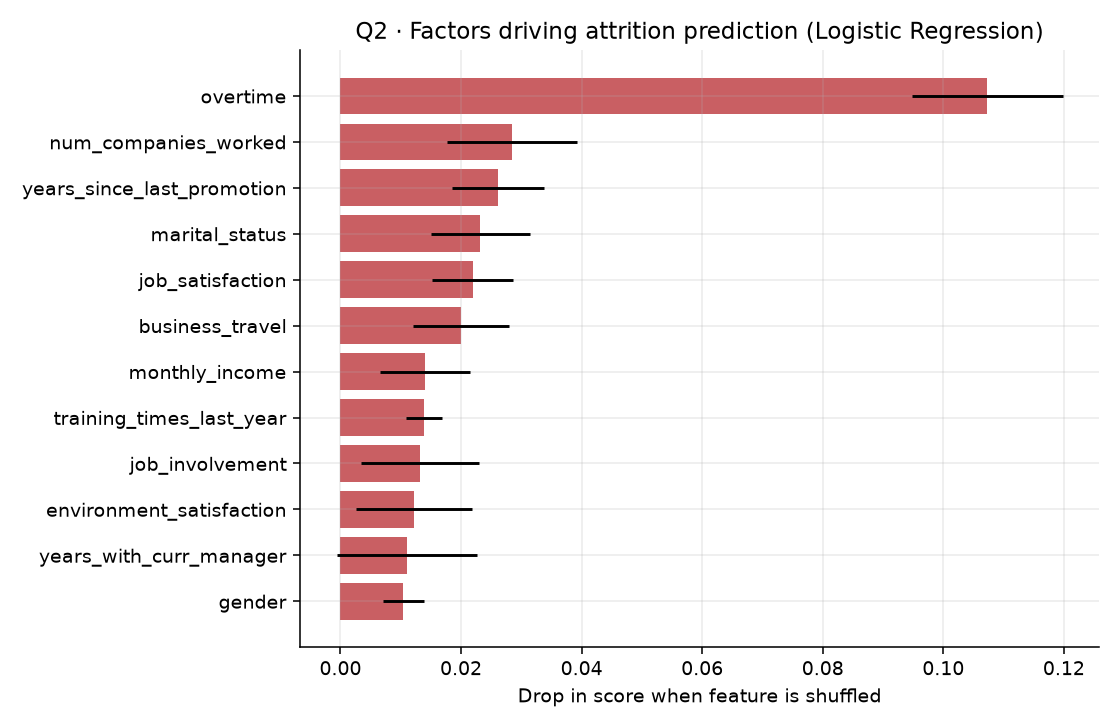 Q2 · Factors driving attrition prediction (Logistic Regression)
overtime
num_companies_worked
years_since_last_promotion
marital_status
job_satisfaction
business_travel
monthly_income
training_times_last_year
job_involvement
environment_satisfaction
years_with_curr_manager
gender
0.00 0.02 0.04 0.06 0.08 0.10 0.12
Drop in score when feature is shuffled